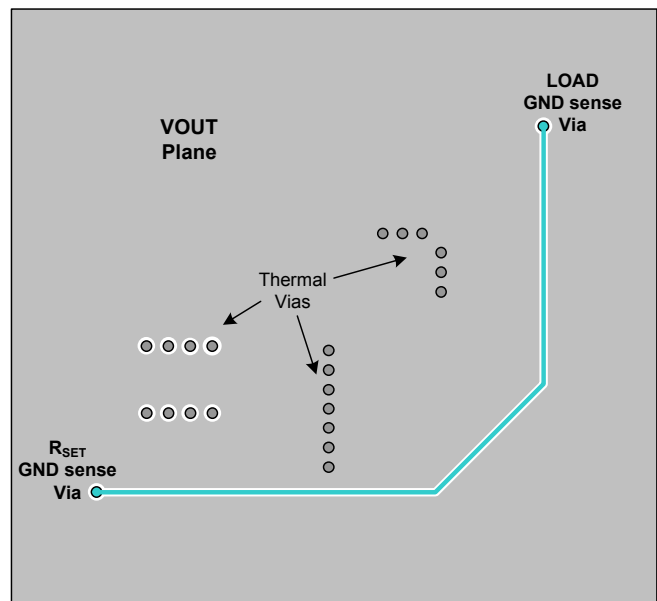 LOAD
GND sense
Via
VOUT
Plane
Thermal
Vias
RSET
GND sense
Via